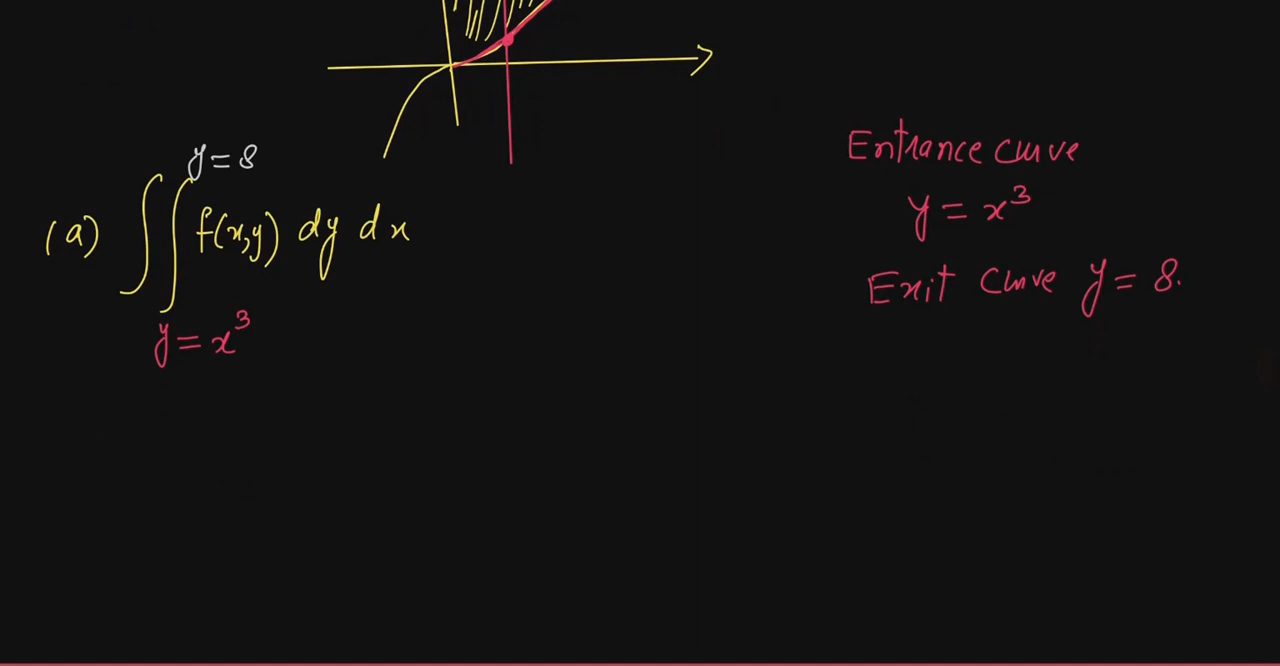 Entrance curve
y = x³
Exit curve y = 8.
y = 8
(a) ∫∫ f(x,y) dy dx
y = x³